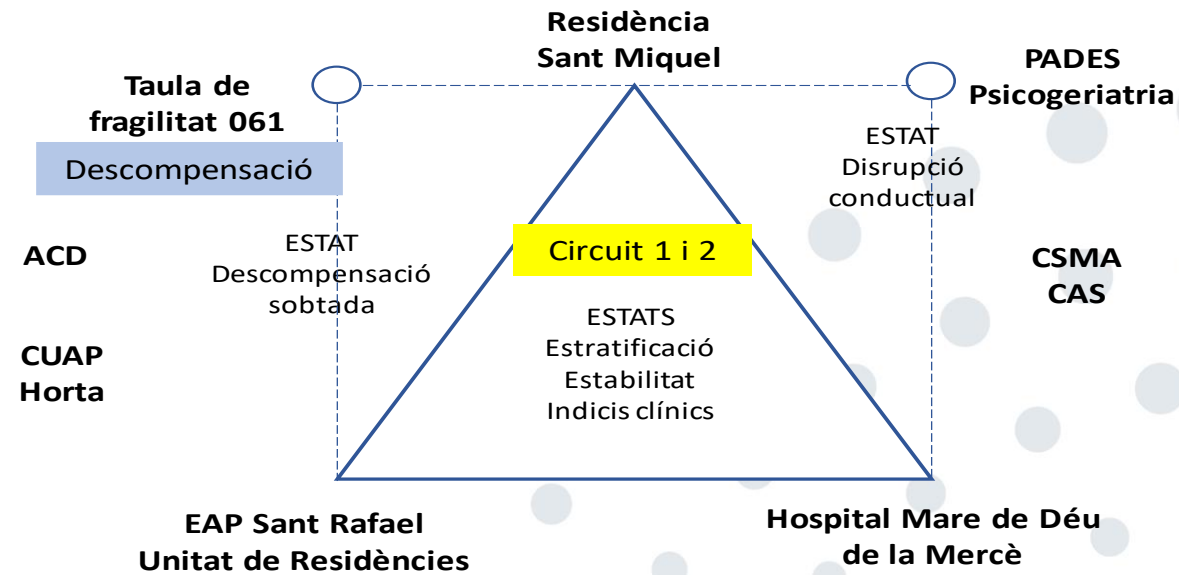 Residència
Sant Miquel
Taula de
fragilitat 061
Descompensació
PADES
Psicogeriatria
ESTAT
Disrupció
conductual
ACD
ESTAT
Descompensació
sobtada
Circuit 1 i 2
CSMA
CAS
ESTATS
Estratificació
Estabilitat
Indicis clínics
CUAP
Horta
EAP Sant Rafael
Unitat de Residències
Hospital Mare de Déu
de la Mercè